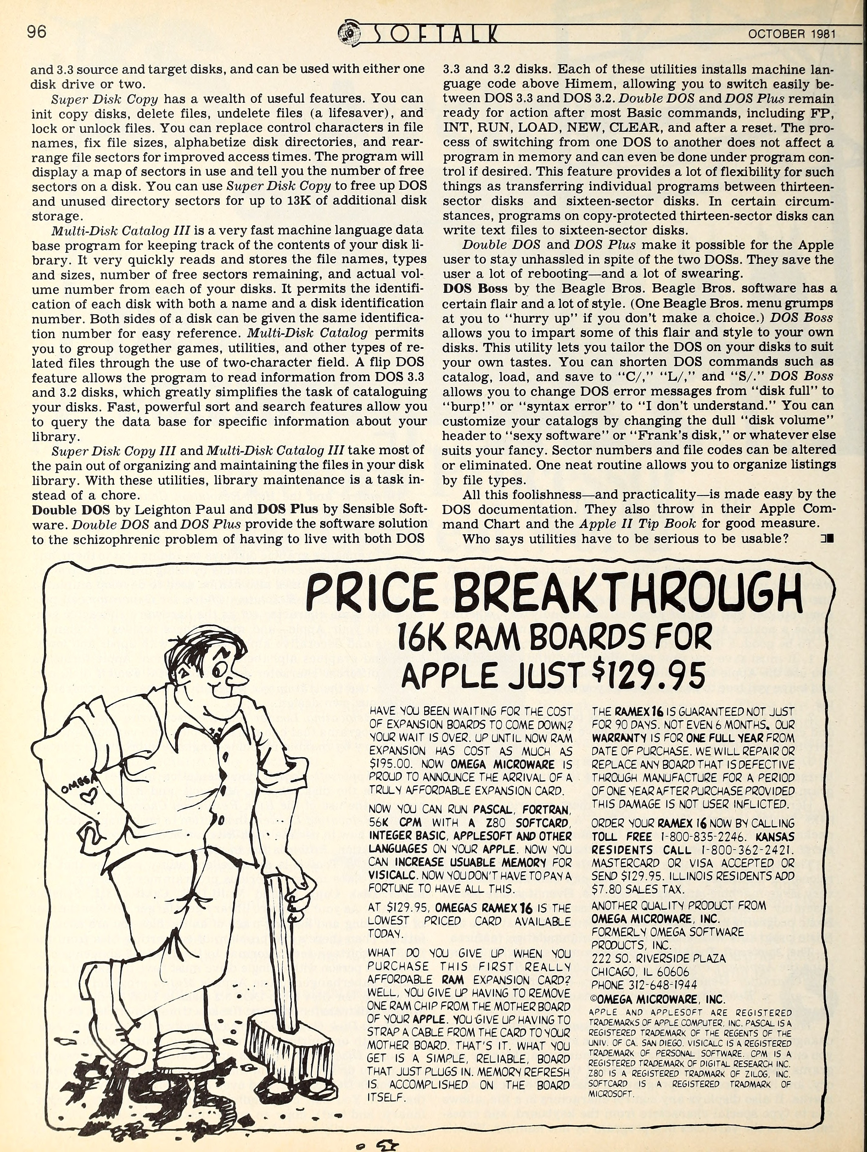 96
SOFTALK
OCTOBER 1981
and 3.3 source and target disks, and can be used with either one
disk drive or two.
Super Disk Copy has a wealth of useful features. You can
init copy disks, delete files, undelete files (a lifesaver), and
lock or unlock files. You can replace control characters in file
names, fix file sizes, alphabetize disk directories, and rear-
range file sectors for improved access times. The program will
display a map of sectors in use and tell you the number of free
sectors on a disk. You can use Super Disk Copy to free up DOS
and unused directory sectors for up to 13K of additional disk
storage.
Multi-Disk Catalog III is a very fast machine language data
base program for keeping track of the contents of your disk li-
brary. It very quickly reads and stores the file names, types
and sizes, number of free sectors remaining, and actual vol-
ume number from each of your disks. It permits the identifi-
cation of each disk with both a name and a disk identification
number. Both sides of a disk can be given the same identifica-
tion number for easy reference. Multi-Disk Catalog permits
you to group together games, utilities, and other types of re-
lated files through the use of two-character field. A flip DOS
feature allows the program to read information from DOS 3.3
and 3.2 disks, which greatly simplifies the task of cataloguing
your disks. Fast, powerful sort and search features allow you
to query the data base for specific information about your
library.
Super Disk Copy III and Multi-Disk Catalog III take most of
the pain out of organizing and maintaining the files in your disk
library. With these utilities, library maintenance is a task in-
stead of a chore.
Double DOS by Leighton Paul and DOS Plus by Sensible Soft-
ware. Double DOS and DOS Plus provide the software solution
to the schizophrenic problem of having to live with both DOS
3.3 and 3.2 disks. Each of these utilities installs machine lan-
guage code above Himem, allowing you to switch easily be-
tween DOS 3.3 and DOS 3.2. Double DOS and DOS Plus remain
ready for action after most Basic commands, including FP,
INT, RUN, LOAD, NEW, CLEAR, and after a reset. The pro-
cess of switching from one DOS to another does not affect a
program in memory and can even be done under program con-
trol if desired. This feature provides a lot of flexibility for such
things as transferring individual programs between thirteen-
sector disks and sixteen-sector disks. In certain circum-
stances, programs on copy-protected thirteen-sector disks can
write text files to sixteen-sector disks.
Double DOS and DOS Plus make it possible for the Apple
user to stay unhassled in spite of the two DOSs. They save the
user a lot of rebooting—and a lot of swearing.
DOS Boss by the Beagle Bros. Beagle Bros. software has a
certain flair and a lot of style. (One Beagle Bros. menu grumps
at you to "hurry up" if you don't make a choice.) DOS Boss
allows you to impart some of this flair and style to your own
disks. This utility lets you tailor the DOS on your disks to suit
your own tastes. You can shorten DOS commands such as
catalog, load, and save to "C/," "L/," and "S/." DOS Boss
allows you to change DOS error messages from "disk full" to
"burp!" or "syntax error" to "I don't understand." You can
customize your catalogs by changing the dull "disk volume"
header to "sexy software" or "Frank's disk," or whatever else
suits your fancy. Sector numbers and file codes can be altered
or eliminated. One neat routine allows you to organize listings
by file types.
All this foolishness—and practicality—is made easy by the
DOS documentation. They also throw in their Apple Com-
mand Chart and the Apple II Tip Book for good measure.
Who says utilities have to be serious to be usable?
PRICE BREAKTHROUGH
16K RAM BOARDS FOR
APPLE JUST $129.95
OMEGA
195
HAVE YOU BEEN WAITING FOR THE COST
OF EXPANSION BOARDS TO COME DOWN?
YOUR WAIT IS OVER. UP UNTIL NOW RAM
EXPANSION HAS COST AS MUCH AS
$195.00. NOW OMEGA MICROWARE IS
PROUD TO ANNOUNCE THE ARRIVAL OF A
TRULY AFFORDABLE EXPANSION CARD.
NOW YOU CAN RUN PASCAL, FORTRAN,
56K CPM WITH A Z80 SOFTCARD,
INTEGER BASIC, APPLESOFT AND OTHER
LANGUAGES ON YOUR APPLE. NOW YOU
CAN INCREASE USUABLE MEMORY FOR
VISICALC. NOW YOU DON'T HAVE TO PAY A
FORTUNE TO HAVE ALL THIS.
AT $129.95, OMEGAS RAMEX 16 IS THE
LOWEST PRICED CARD AVAILABLE
TODAY.
WHAT DO YOU GIVE UP WHEN YOU
PURCHASE THIS FIRST REALLY
AFFORDABLE RAM EXPANSION CARD?
WELL, YOU GIVE UP HAVING TO REMOVE
ONE RAM CHIP FROM THE MOTHER BOARD
OF YOUR APPLE. YOU GIVE UP HAVING TO
STRAP A CABLE FROM THE CARD TO YOUR
MOTHER BOARD. THAT'S IT. WHAT YOU
GET IS A SIMPLE, RELIABLE, BOARD
THAT JUST PLUGS IN. MEMORY REFRESH
IS ACCOMPLISHED ON THE BOARD
ITSELF.
THE RAMEX 16 IS GUARANTEED NOT JUST
FOR 90 DAYS. NOT EVEN 6 MONTHS. OUR
WARRANTY IS FOR ONE FULL YEAR FROM
DATE OF PURCHASE. WE WILL REPAIR OR
REPLACE ANY BOARD THAT IS DEFECTIVE
THROUGH MANUFACTURE FOR A PERIOD
OF ONE YEAR AFTER PURCHASE PROVIDED
THIS DAMAGE IS NOT USER INFLICTED.
ORDER YOUR RAMEX 16 NOW BY CALLING
TOLL FREE 1-800-835-2246. KANSAS
RESIDENTS CALL 1-800-362-2421.
MASTERCARD OR VISA ACCEPTED OR
SEND $129.95. ILLINOIS RESIDENTS ADD
$7.80 SALES TAX.
ANOTHER QUALITY PRODUCT FROM
OMEGA MICROWARE, INC.
FORMERLY OMEGA SOFTWARE
PRODUCTS, INC.
222 SO. RIVERSIDE PLAZA
CHICAGO, IL 60606
PHONE 312-648-1944
©OMEGA MICROWARE, INC.
APPLE AND APPLESOFT ARE REGISTERED
TRADEMARKS OF APPLE COMPUTER, INC. PASCAL IS A
REGISTERED TRADEMARK OF THE REGENTS OF THE
UNIV. OF CA. SAN DIEGO. VISICALC IS A REGISTERED
TRADEMARK OF PERSONAL SOFTWARE. CPM IS A
REGISTERED TRADEMARK OF DIGITAL RESEARCH INC.
Z80 IS A REGISTERED TRADMARK OF ZILOG, INC.
SOFTCARD IS A REGISTERED TRADMARK OF
MICROSOFT.